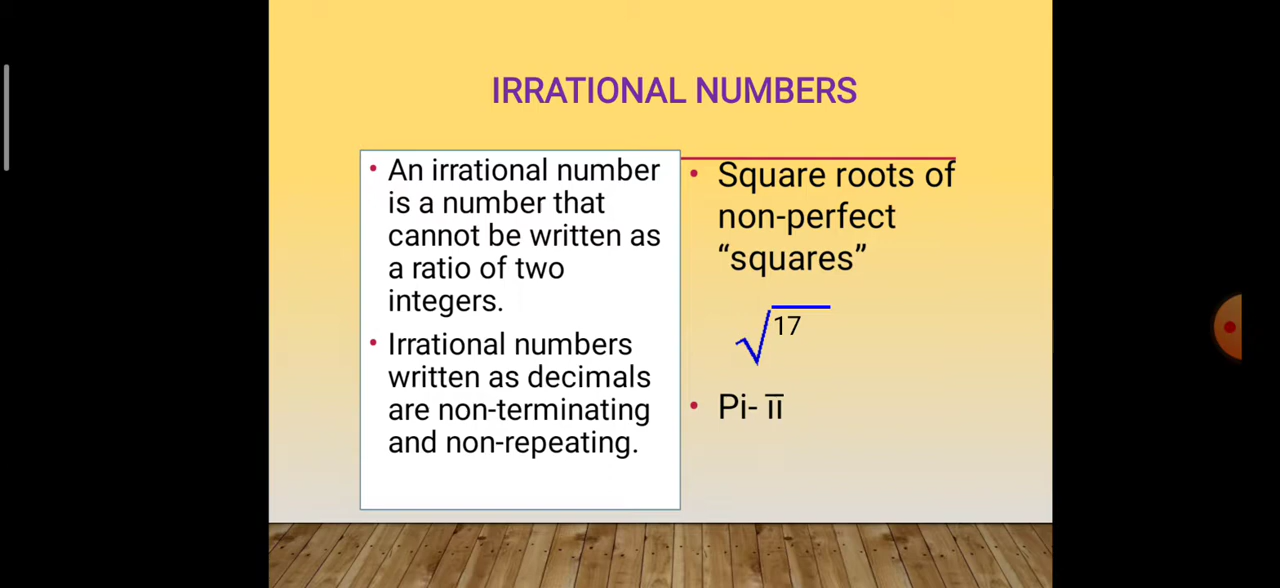 IRRATIONAL NUMBERS
• An irrational number
is a number that
cannot be written as
a ratio of two
integers.
• Irrational numbers
written as decimals
are non-terminating
and non-repeating.
• Square roots of
non-perfect
“squares”
√17
• Pi- π